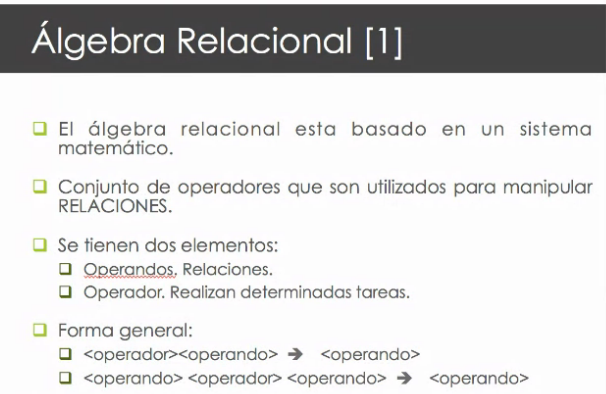 Álgebra Relacional [1]
El álgebra relacional esta basado en un sistema
matemático.
Conjunto de operadores que son utilizados para manipular
RELACIONES.
Se tienen dos elementos:
Operandos. Relaciones.
Operador. Realizan determinadas tareas.
Forma general:
<operador><operando> ➔ <operando>
<operando> <operador> <operando> ➔ <operando>